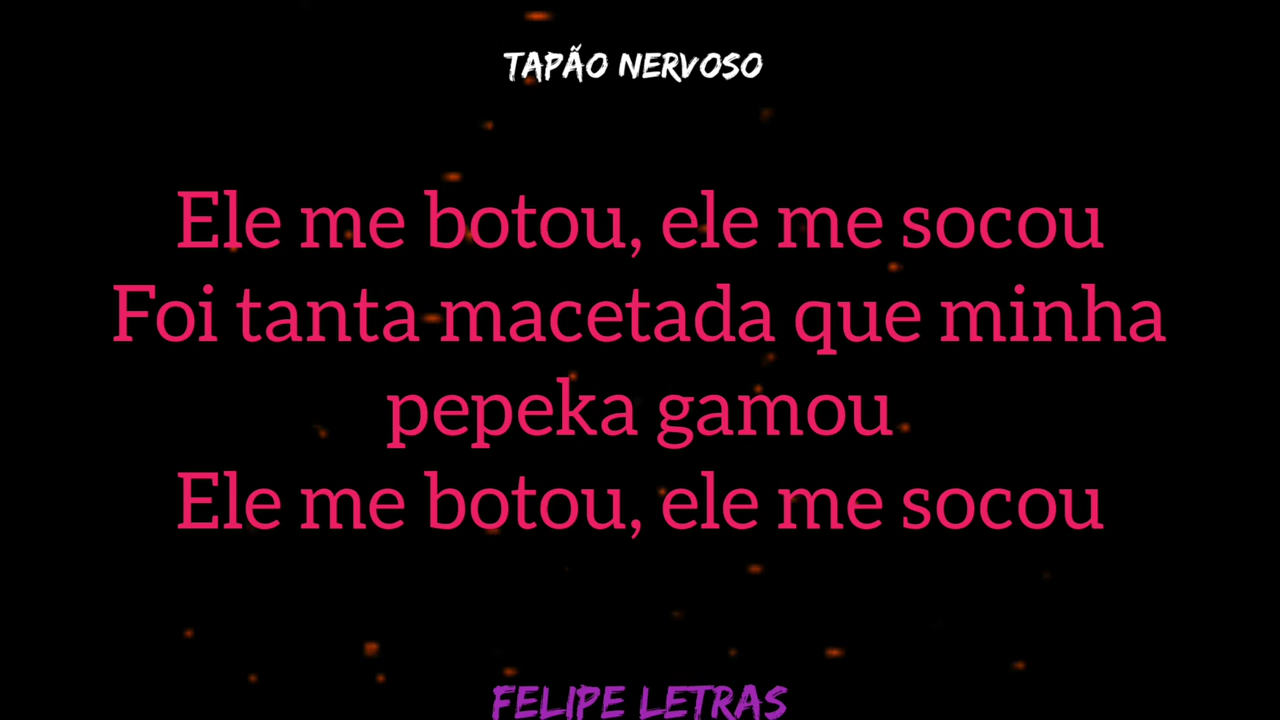 TAPÃO NERVOSO
Ele me botou, ele me socou
Foi tanta macetada que minha
pepeka gamou
Ele me botou, ele me socou
FELIPE LETRAS